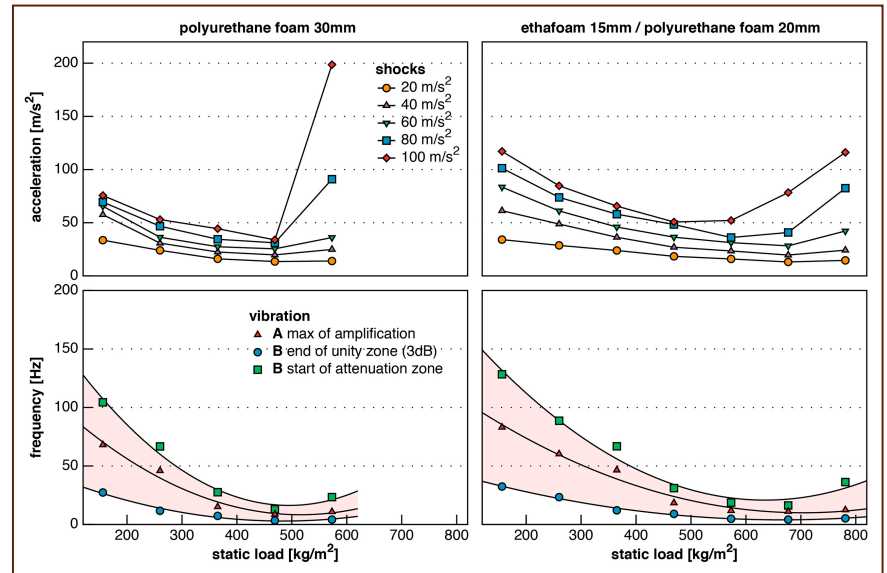 polyurethane foam 30mm
ethafoam 15mm / polyurethane foam 20mm
acceleration [m/s²]
200
150
100
50
0
shocks
20 m/s²
40 m/s²
60 m/s²
80 m/s²
100 m/s²
frequency [Hz]
200
150
100
50
0
vibration
A max of amplification
B end of unity zone (3dB)
B start of attenuation zone
200 300 400 500 600 700 800
200 300 400 500 600 700 800
static load [kg/m²]
static load [kg/m²]